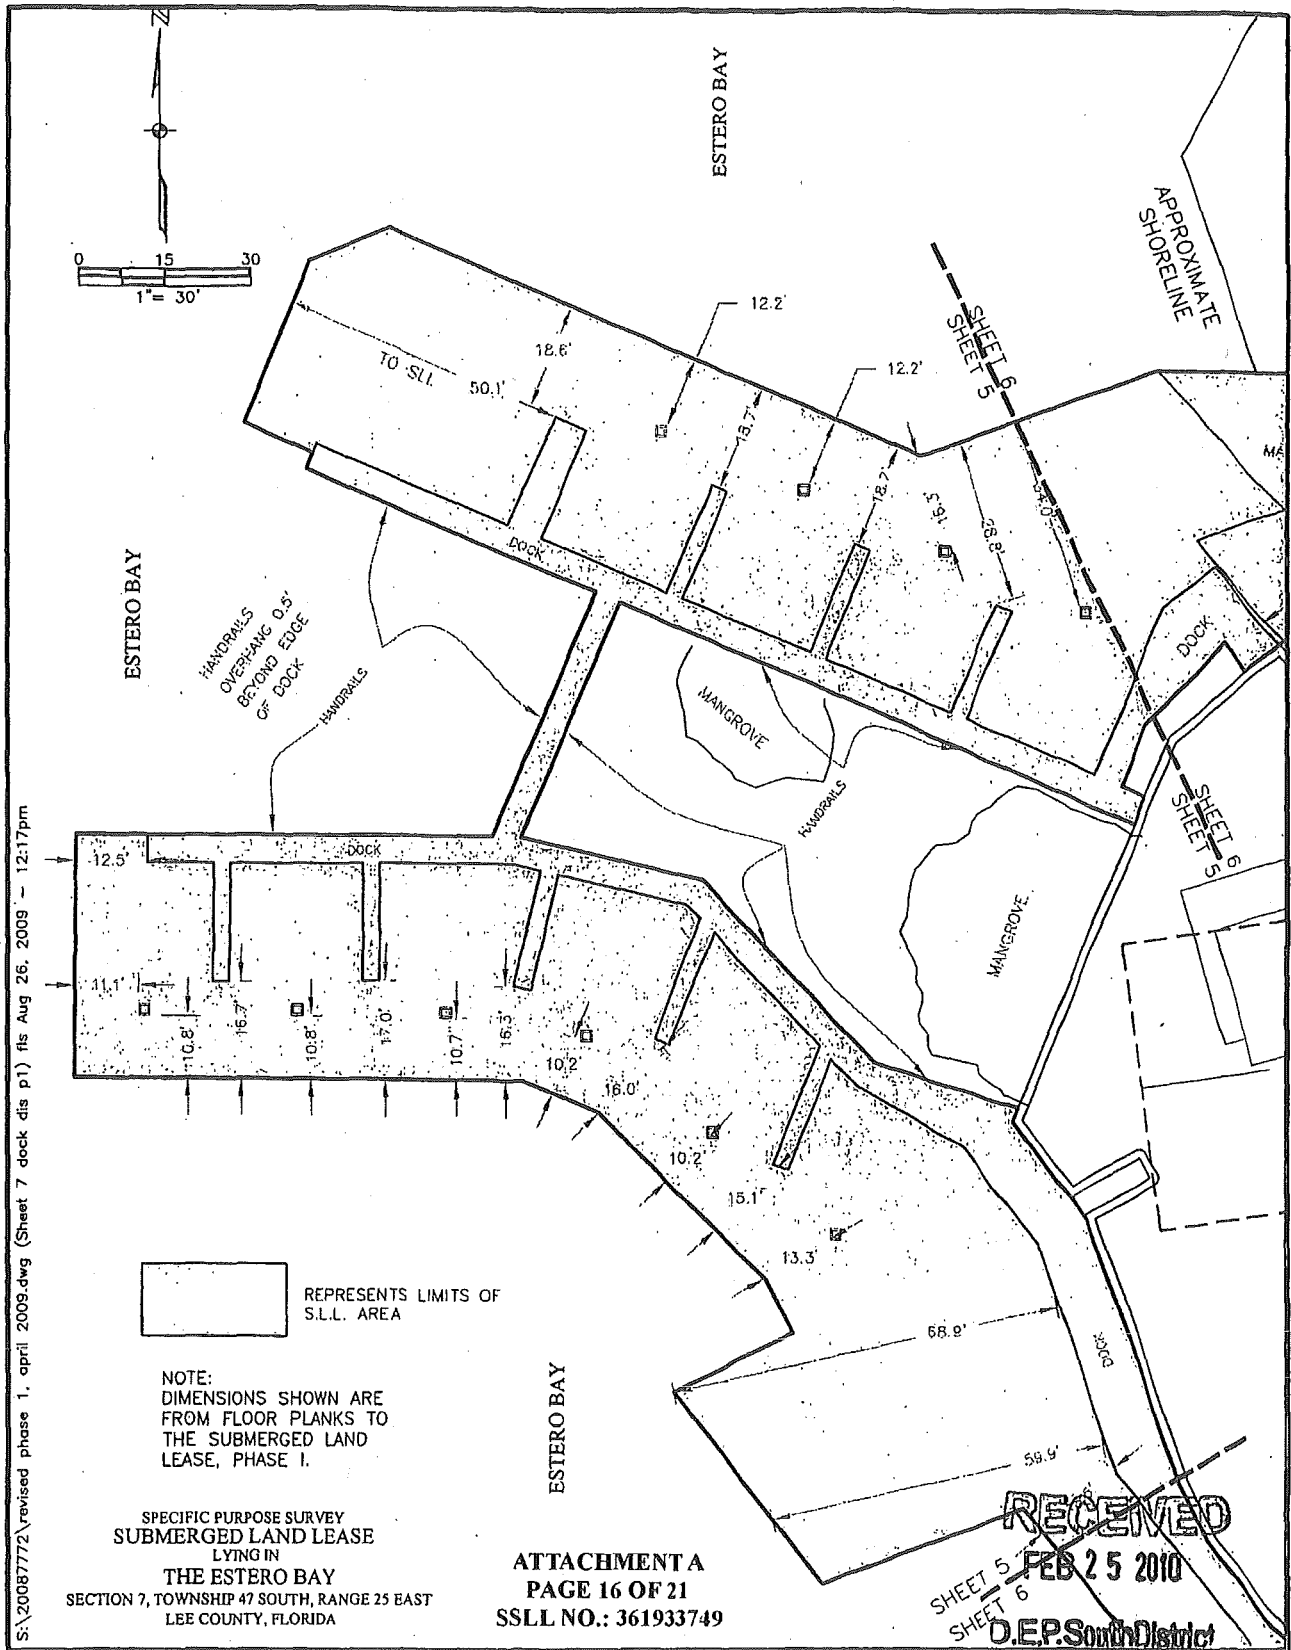 N
0 15 30
1"= 30'
ESTERO BAY
APPROXIMATE
SHORELINE
12.2'
18.6'
TO SLL
50.1'
12.2'
SHEET 6
SHEET 5
18.7'
18.7'
16.3'
28.8'
34.0'
DOCK
ESTERO BAY
HANDRAILS
OVERHANG 0.5'
BEYOND EDGE
OF DOCK
HANDRAILS
MANGROVE
DOCK
HANDRAILS
SHEET 6
SHEET 5
12.5'
DOCK
MANGROVE
11.1'
10.8'
16.7'
10.8'
17.0'
10.7'
16.3'
10.2'
16.0'
10.2'
15.1'
13.3'
68.9'
DOCK
59.9'
REPRESENTS LIMITS OF
S.L.L. AREA
NOTE:
DIMENSIONS SHOWN ARE
FROM FLOOR PLANKS TO
THE SUBMERGED LAND
LEASE, PHASE I.
ESTERO BAY
SPECIFIC PURPOSE SURVEY
SUBMERGED LAND LEASE
LYING IN
THE ESTERO BAY
SECTION 7, TOWNSHIP 47 SOUTH, RANGE 25 EAST
LEE COUNTY, FLORIDA
ATTACHMENT A
PAGE 16 OF 21
SSLL NO.: 361933749
SHEET 5
SHEET 6
RECEIVED
FEB 25 2010
D.E.P. South District
S:\20087772\revised phase 1, april 2009.dwg (Sheet 7 dock dis p1) fls Aug 26, 2009 - 12:17pm